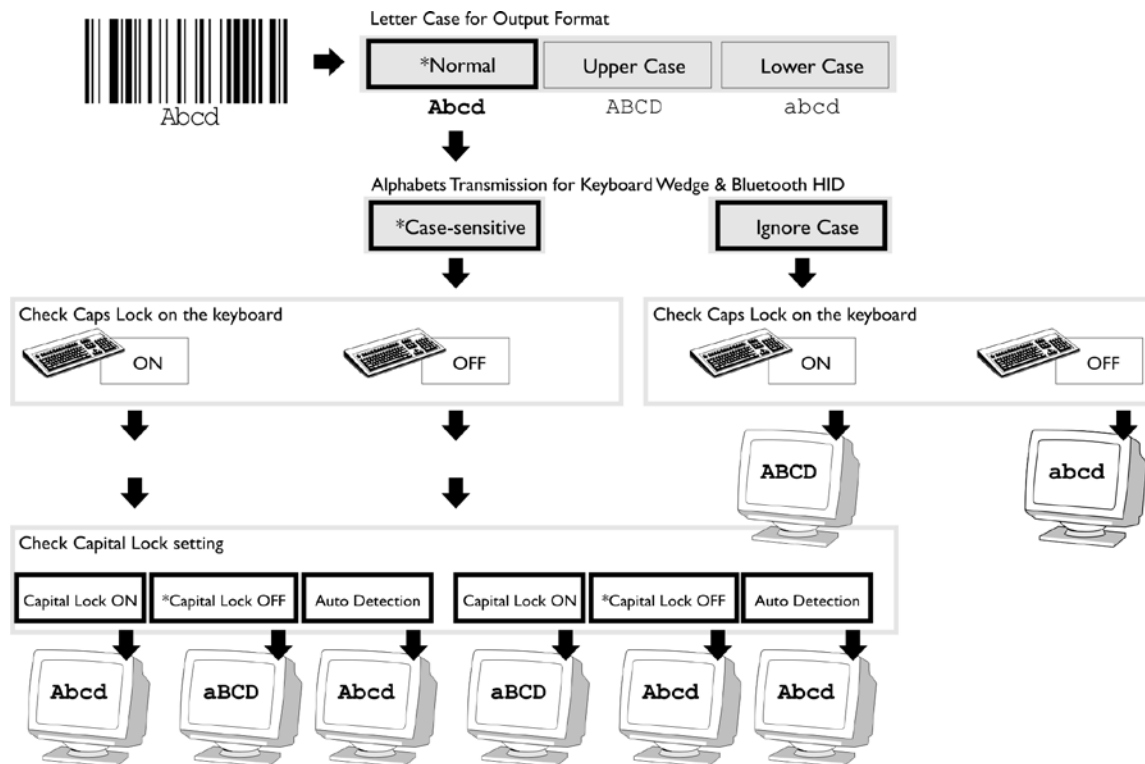 Letter Case for Output Format
*Normal Upper Case Lower Case
Abcd
Abcd ABCD abcd
Alphabets Transmission for Keyboard Wedge & Bluetooth HID
*Case-sensitive Ignore Case
Check Caps Lock on the keyboard Check Caps Lock on the keyboard
ON OFF ON OFF
ABCD abcd
Check Capital Lock setting
Capital Lock ON *Capital Lock OFF Auto Detection Capital Lock ON *Capital Lock OFF Auto Detection
Abcd aBCD Abcd aBCD Abcd Abcd